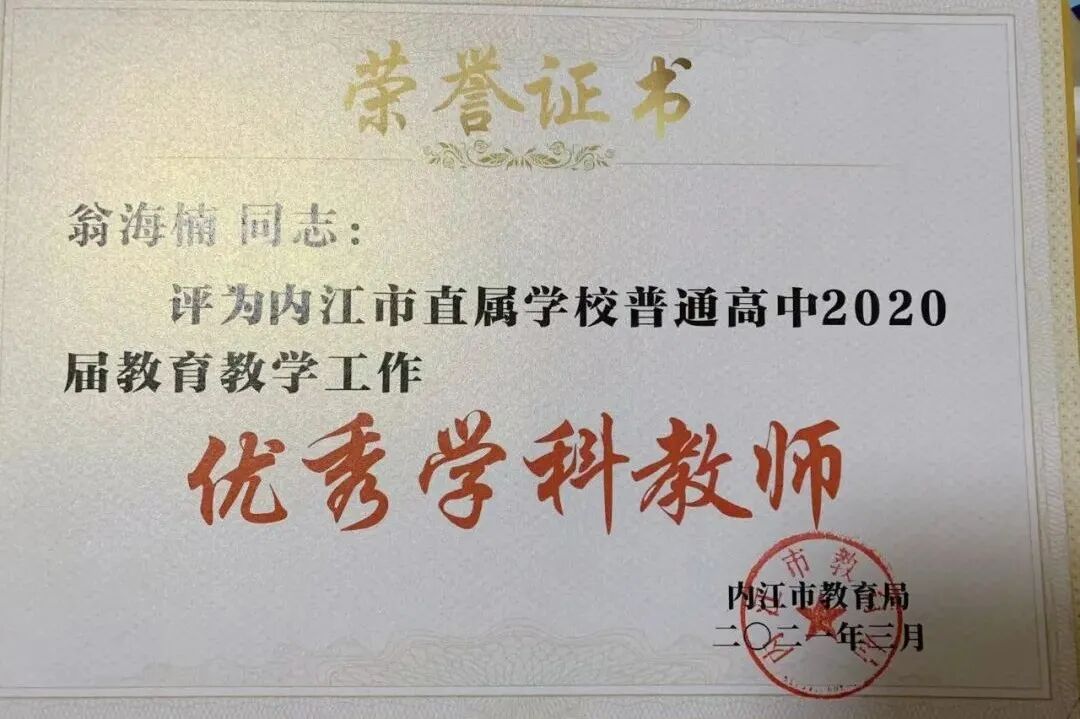 荣誉证书
翁海楠 同志：
评为内江市直属学校普通高中2020
届教育教学工作
优秀学科教师
内江市教育局
二〇二一年三月